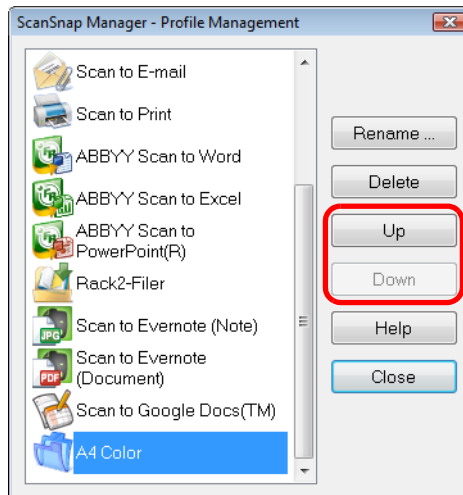 ScanSnap Manager - Profile Management
Scan to E-mail
Scan to Print
ABBYY Scan to Word
ABBYY Scan to Excel
ABBYY Scan to
PowerPoint(R)
Rack2-Filer
JPG
Scan to Evernote (Note)
PDF
Scan to Evernote
(Document)
Scan to Google Docs(TM)
A4 Color
Rename ...
Delete
Up
Down
Help
Close